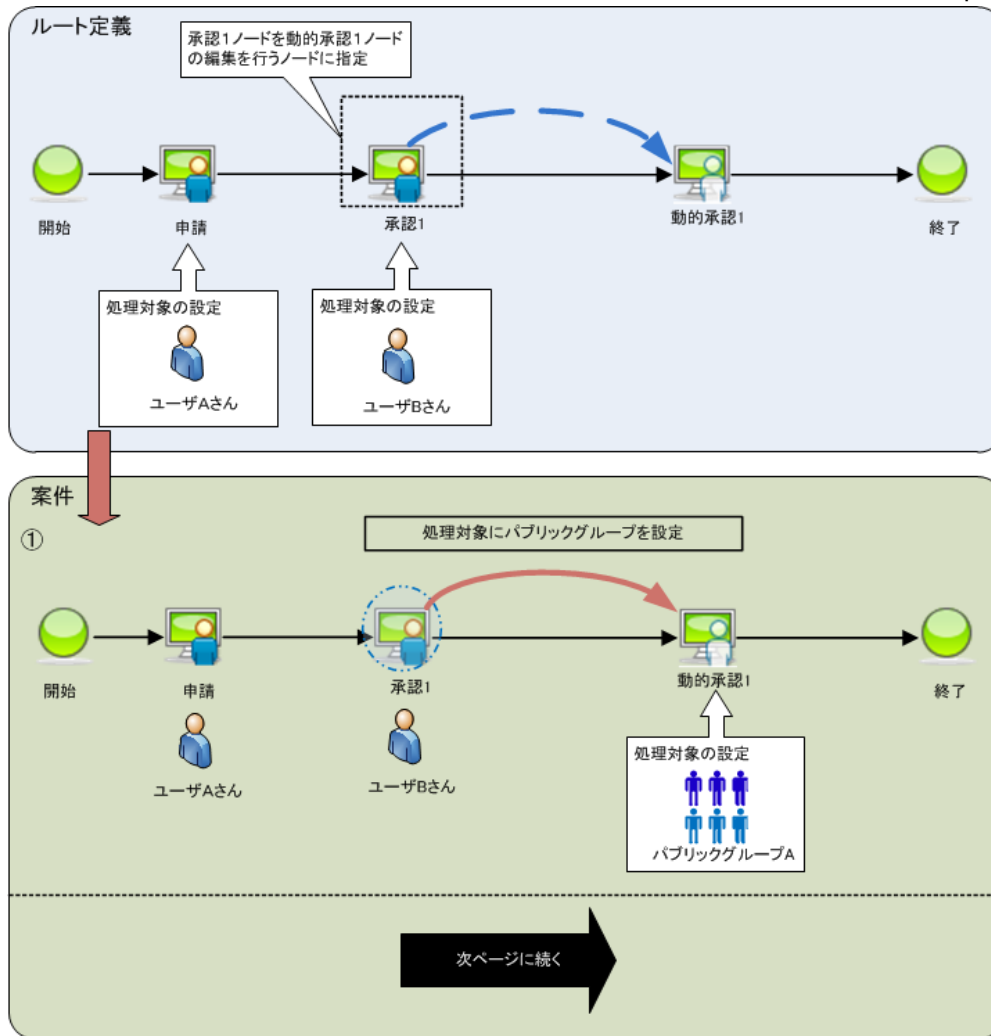 ルート定義
承認1ノードを動的承認1ノード
の編集を行うノードに指定
開始
申請
承認1
動的承認1
終了
処理対象の設定
ユーザAさん
処理対象の設定
ユーザBさん
案件
①
処理対象にパブリックグループを設定
開始
申請
承認1
動的承認1
終了
ユーザAさん
ユーザBさん
処理対象の設定
パブリックグループA
次ページに続く